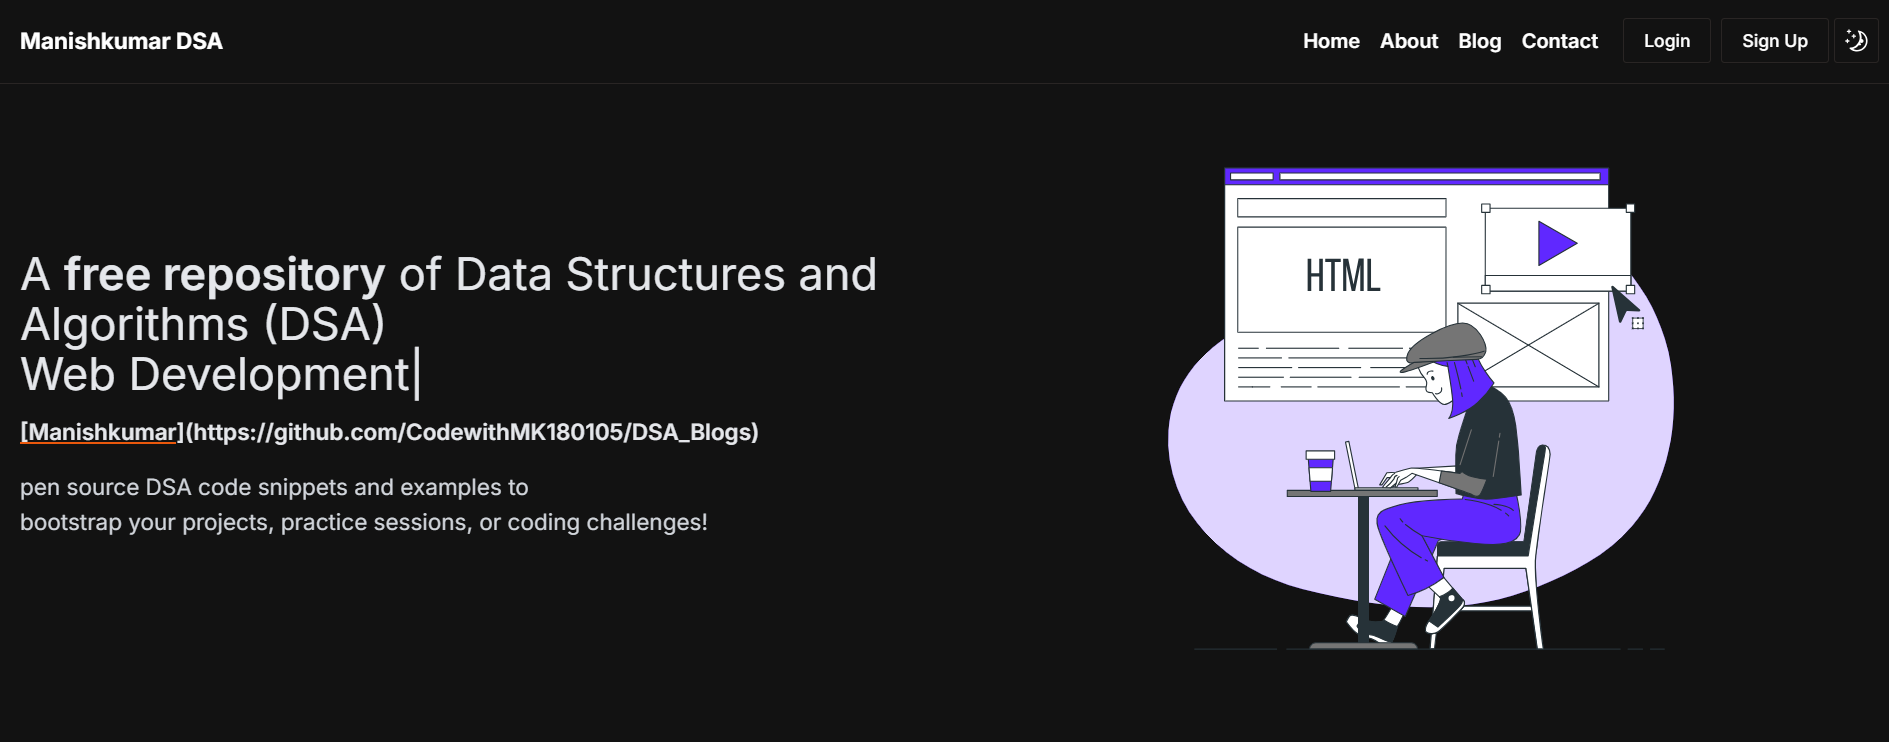 Manishkumar DSA
Home About Blog Contact Login Sign Up
A free repository of Data Structures and
Algorithms (DSA)
Web Development|
[Manishkumar](https://github.com/CodewithMK180105/DSA_Blogs)
pen source DSA code snippets and examples to
bootstrap your projects, practice sessions, or coding challenges!
HTML